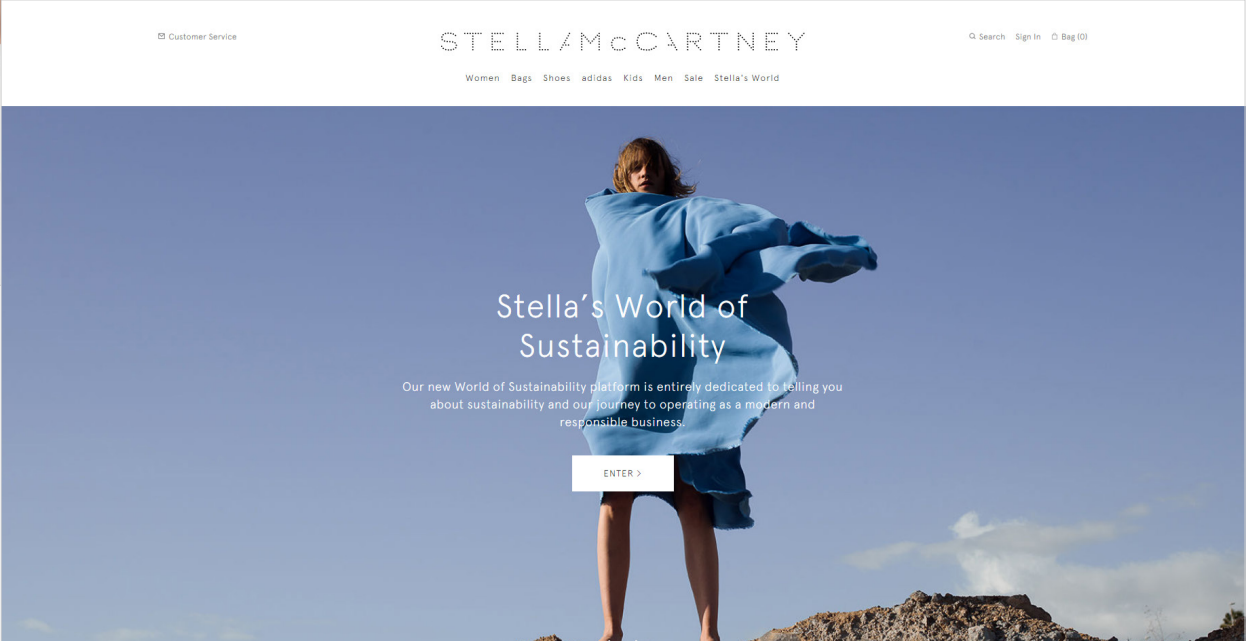 Customer Service
STELLA McCARTNEY
Search Sign In Bag (0)
Women Bags Shoes adidas Kids Men Sale Stella's World
Stella’s World of
Sustainability
Our new World of Sustainability platform is entirely dedicated to telling you
about sustainability and our journey to operating as a modern and
responsible business.
ENTER >